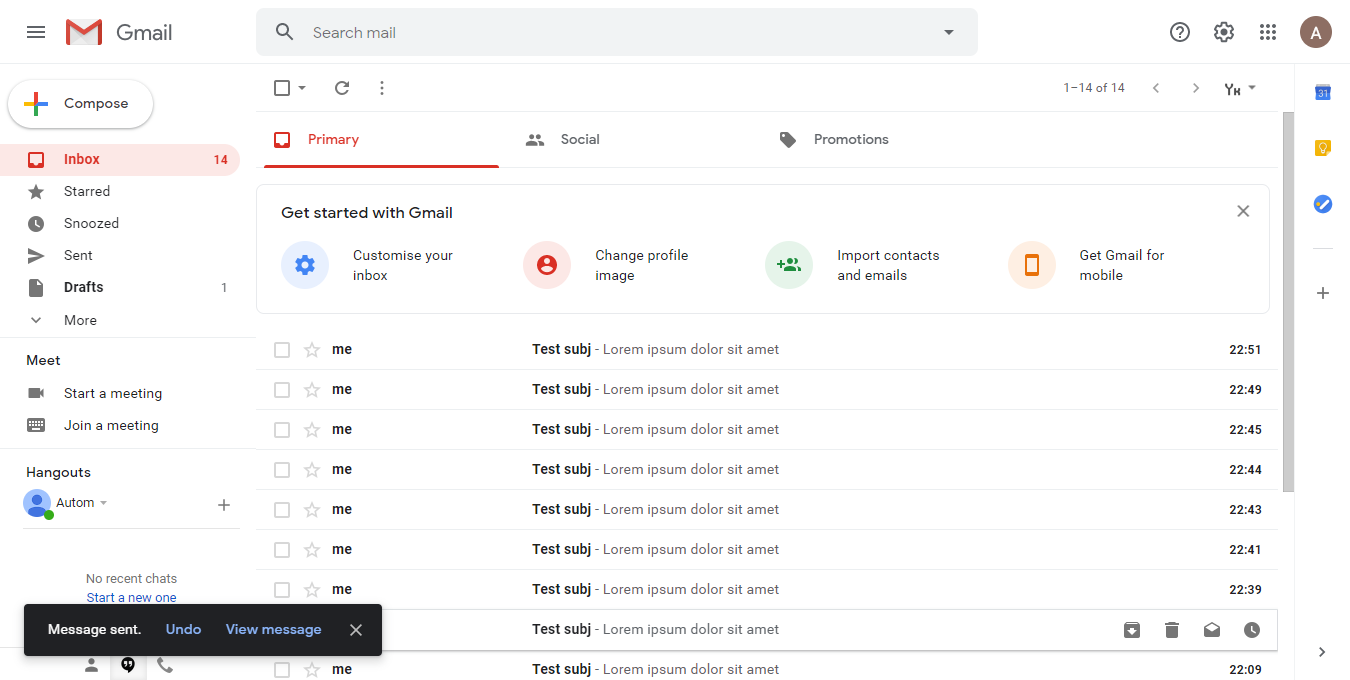 Gmail
Search mail
A
Compose
1–14 of 14
31
Primary
Social
Promotions
Inbox 14
Starred
Snoozed
Sent
Drafts 1
More
Get started with Gmail
Customise your inbox
Change profile image
Import contacts and emails
Get Gmail for mobile
Meet
Start a meeting
Join a meeting
Hangouts
Autom
No recent chats
Start a new one
me Test subj - Lorem ipsum dolor sit amet 22:51
me Test subj - Lorem ipsum dolor sit amet 22:49
me Test subj - Lorem ipsum dolor sit amet 22:45
me Test subj - Lorem ipsum dolor sit amet 22:44
me Test subj - Lorem ipsum dolor sit amet 22:43
me Test subj - Lorem ipsum dolor sit amet 22:41
me Test subj - Lorem ipsum dolor sit amet 22:39
Test subj - Lorem ipsum dolor sit amet
me Test subj - Lorem ipsum dolor sit amet 22:09
Message sent. Undo View message